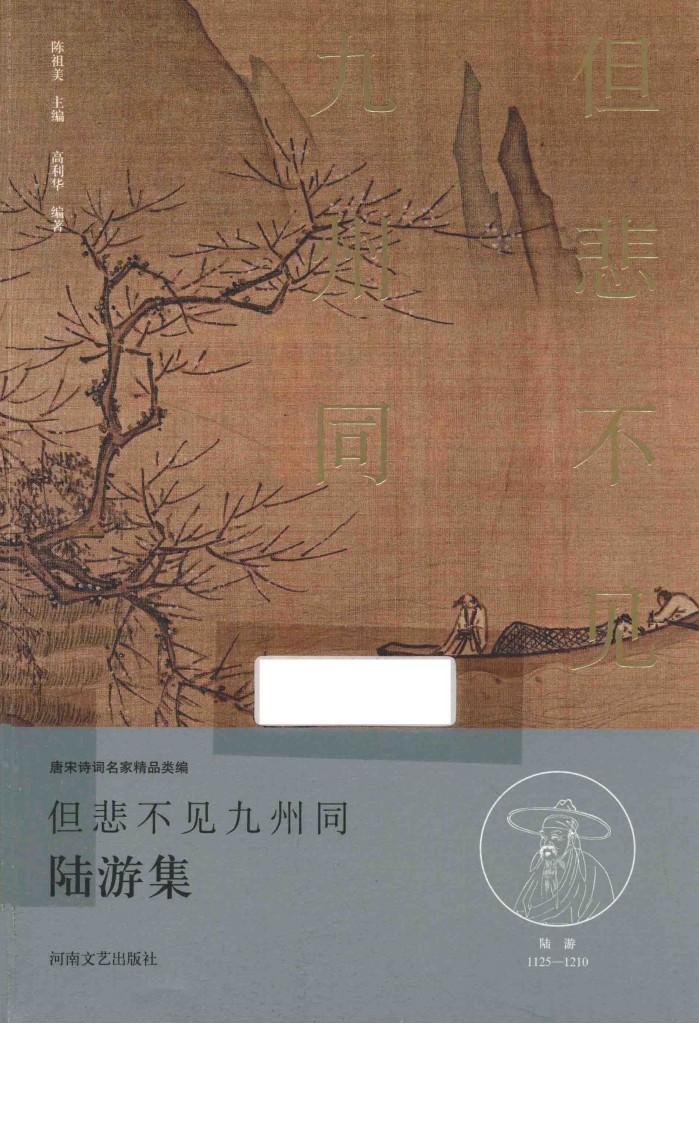 陈祖美 主编 高利华 编著
但悲不见
九州同
唐宋诗词名家精品类编
但悲不见九州同
陆游集
河南文艺出版社
陆 游
1125—1210